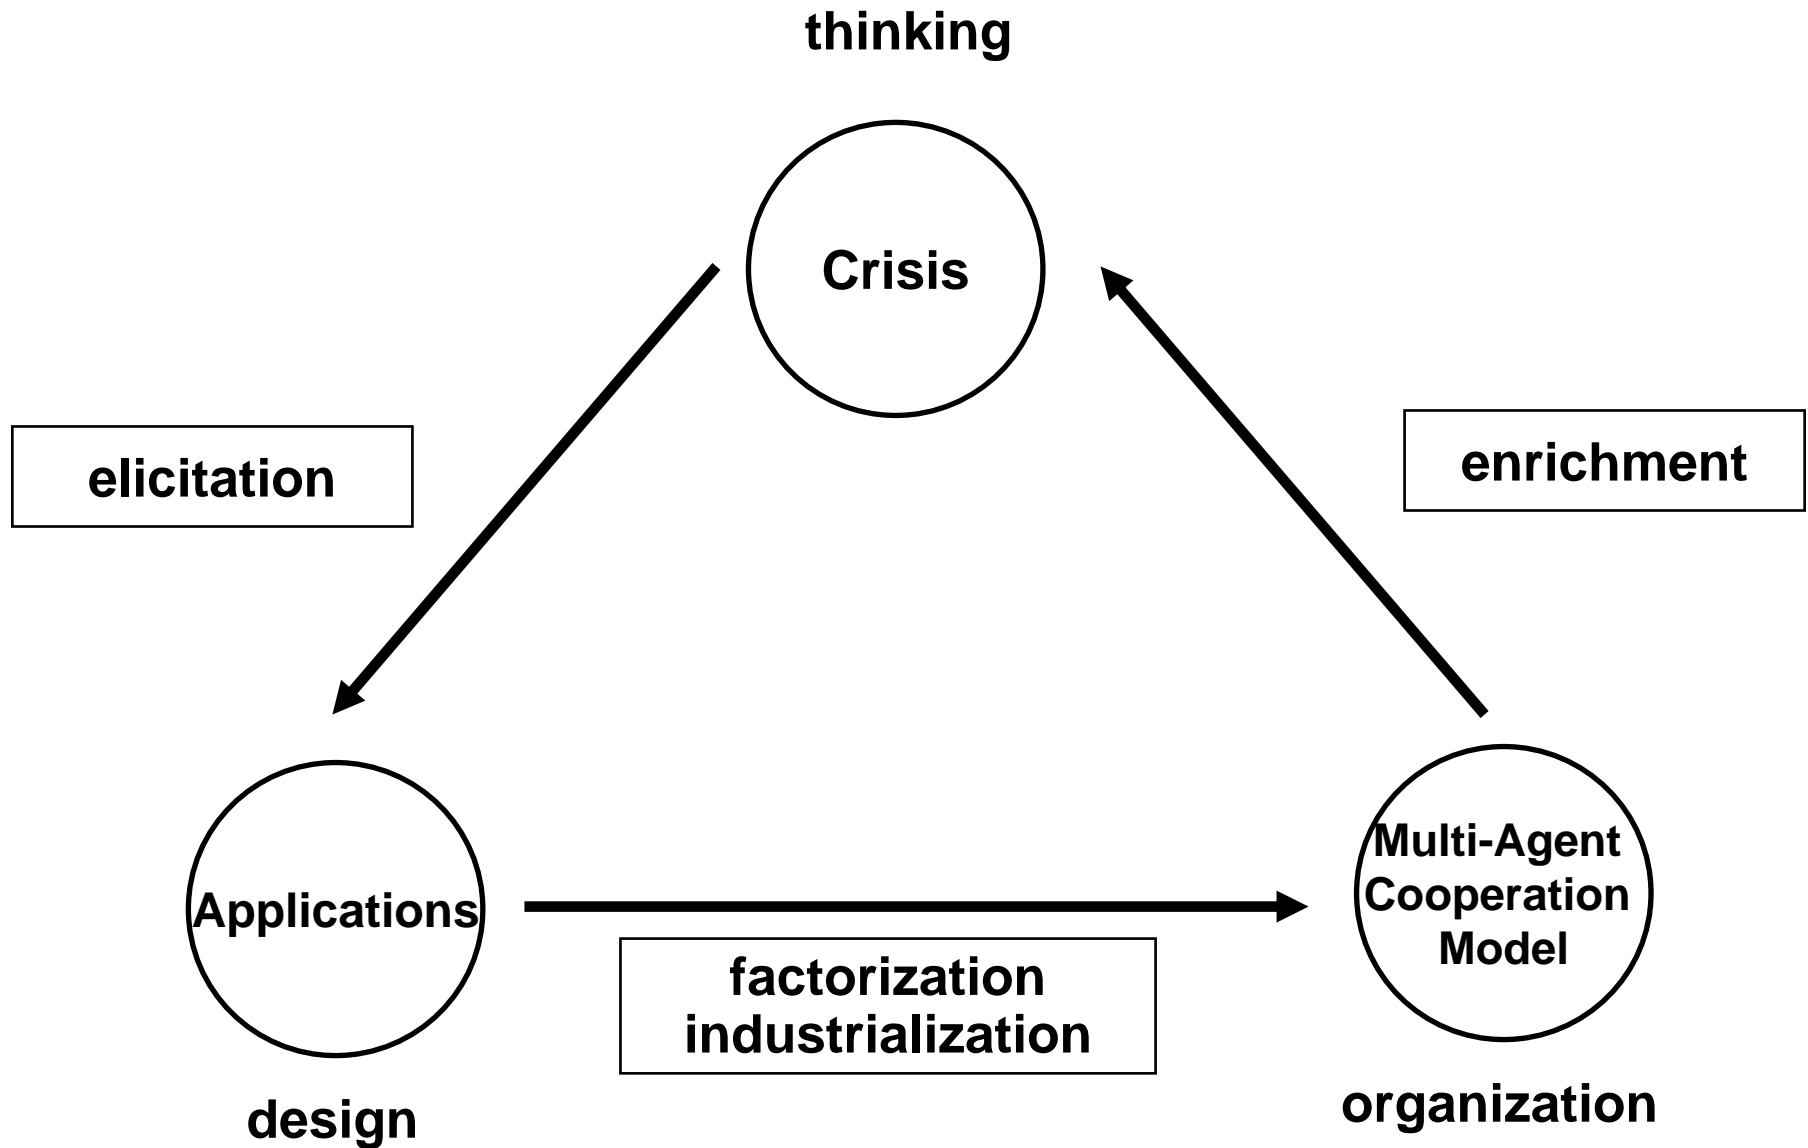 thinking
Crisis
elicitation
enrichment
Applications
Multi-Agent
Cooperation
Model
factorization
industrialization
design
organization